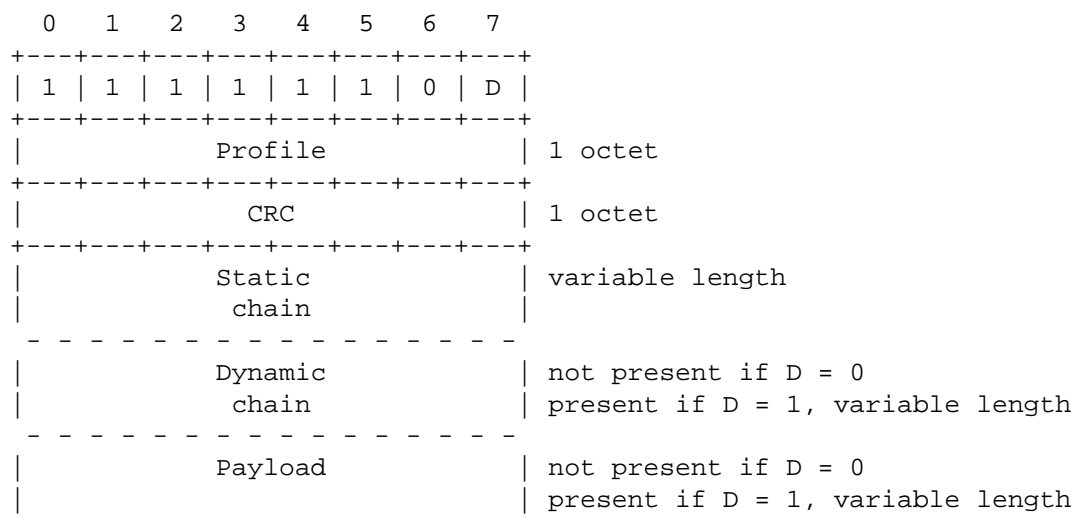 0   1   2   3   4   5   6   7
+---+---+---+---+---+---+---+---+
| 1 | 1 | 1 | 1 | 1 | 1 | 0 | D |
+---+---+---+---+---+---+---+---+
|            Profile            | 1 octet
+---+---+---+---+---+---+---+---+
|              CRC              | 1 octet
+---+---+---+---+---+---+---+---+
|            Static             | variable length
|             chain             |
 - - - - - - - - - - - - - - - -
|            Dynamic            | not present if D = 0
|             chain             | present if D = 1, variable length
 - - - - - - - - - - - - - - - -
|            Payload            | not present if D = 0
|                               | present if D = 1, variable length